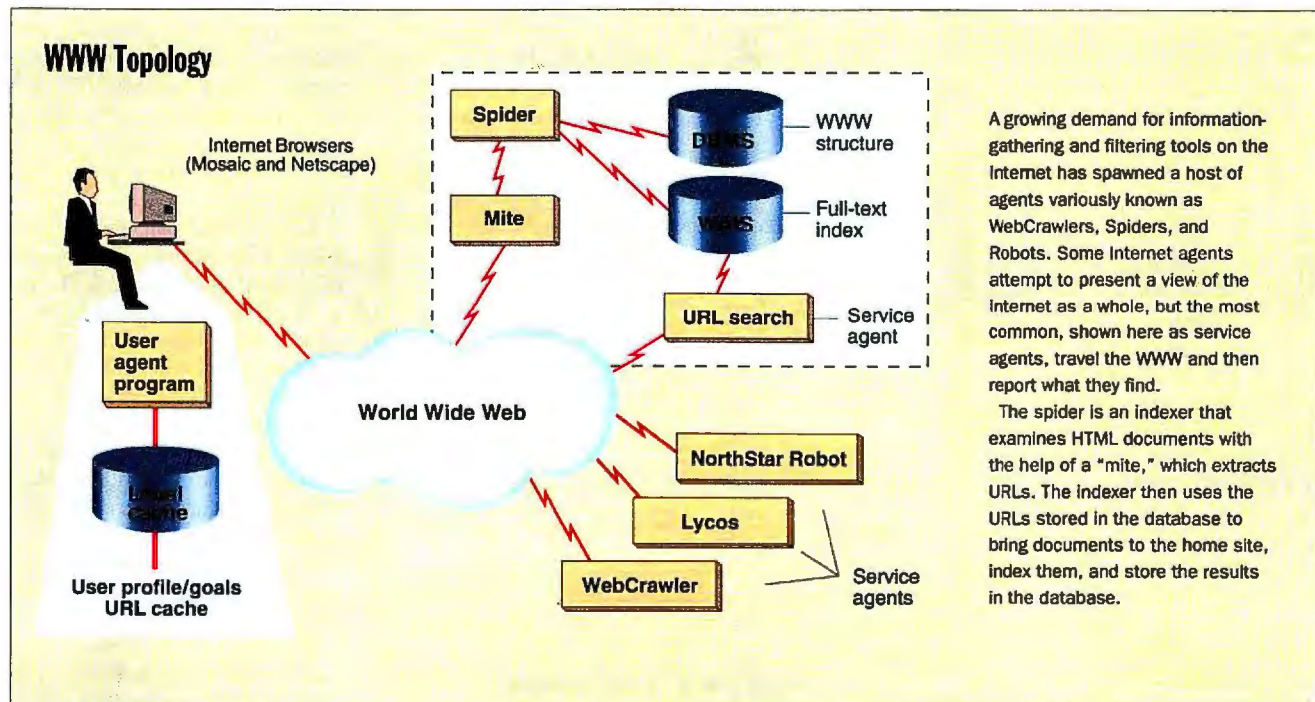 WWW Topology
Internet Browsers
(Mosaic and Netscape)
User
agent
program
Local
cache
User profile/goals
URL cache
Spider
Mite
DBMS
WWW
structure
WAIS
Full-text
index
URL search
Service
agent
World Wide Web
NorthStar Robot
Lycos
WebCrawler
Service
agents
A growing demand for information-
gathering and filtering tools on the
Internet has spawned a host of
agents variously known as
WebCrawlers, Spiders, and
Robots. Some Internet agents
attempt to present a view of the
Internet as a whole, but the most
common, shown here as service
agents, travel the WWW and then
report what they find.
The spider is an indexer that
examines HTML documents with
the help of a "mite," which extracts
URLs. The indexer then uses the
URLs stored in the database to
bring documents to the home site,
index them, and store the results
in the database.